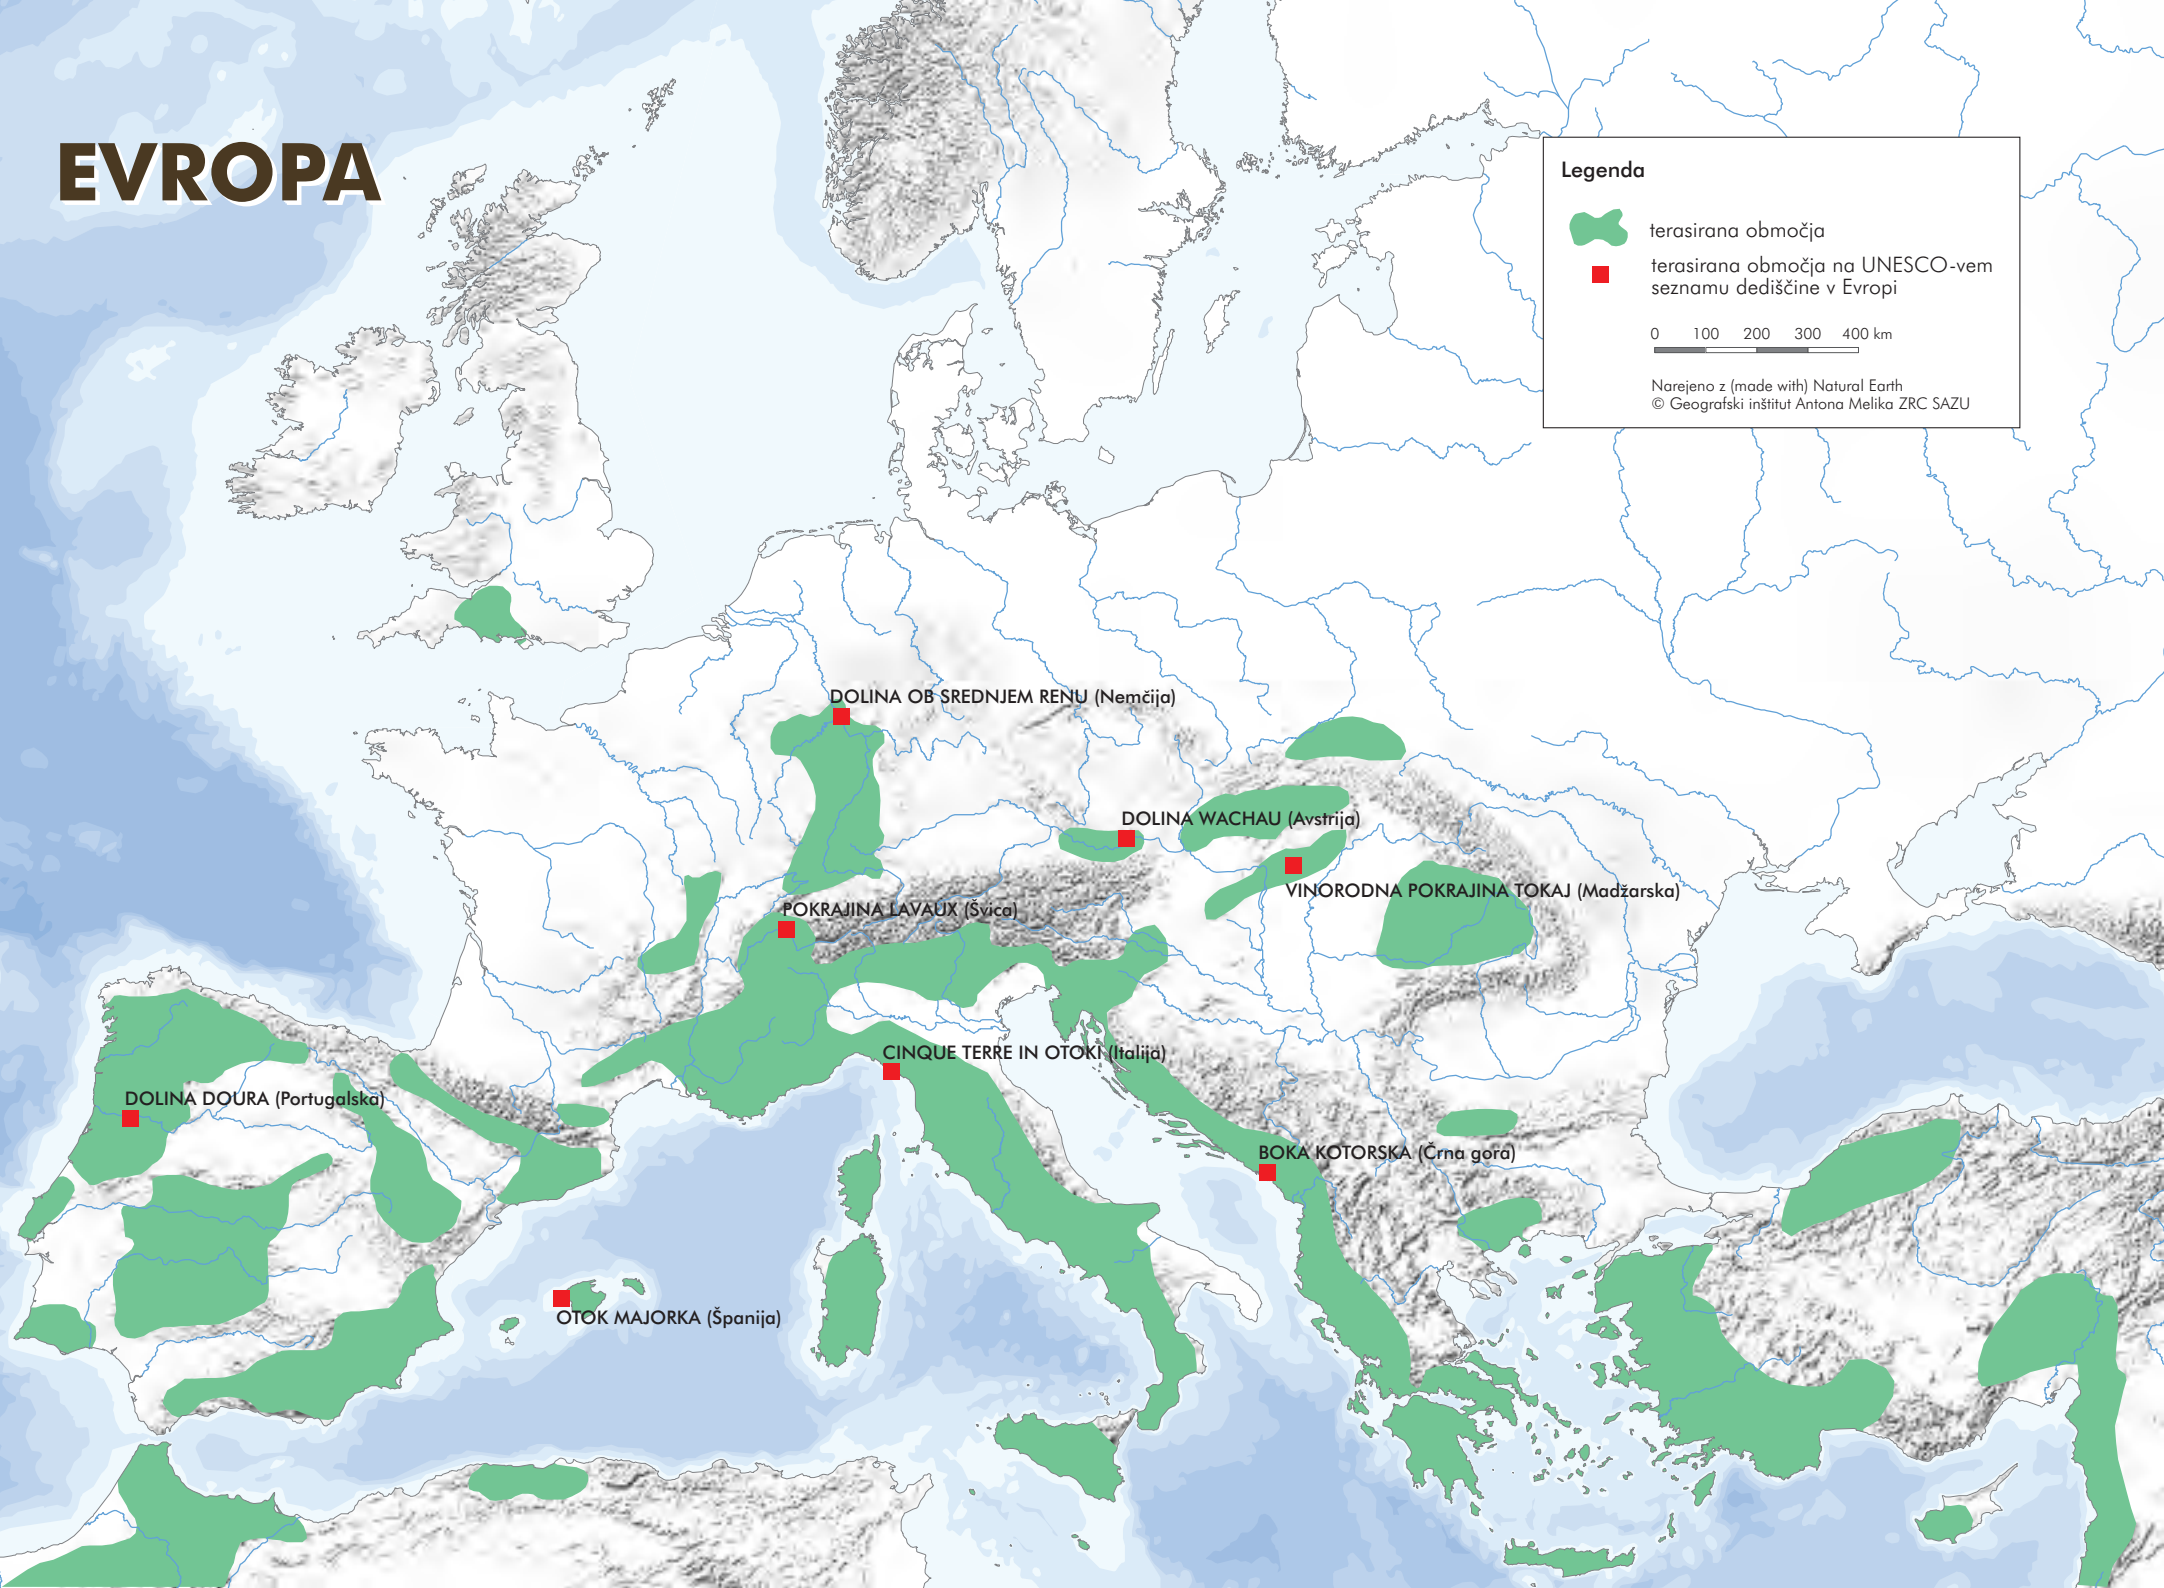 EVROPA
Legenda
terasirana območja
terasirana območja na UNESCO-vem
seznamu dediščine v Evropi
0 100 200 300 400 km
Narejeno z (made with) Natural Earth
© Geografski inštitut Antona Melika ZRC SAZU
DOLINA OB SREDNJEM RENU (Nemčija)
DOLINA WACHAU (Avstrija)
VINORODNA POKRAJINA TOKAJ (Madžarska)
POKRAJINA LAVAUX (Švica)
CINQUE TERRE IN OTOKI (Italija)
DOLINA DOURA (Portugalska)
BOKA KOTORSKA (Črna gora)
OTOK MAJORKA (Španija)